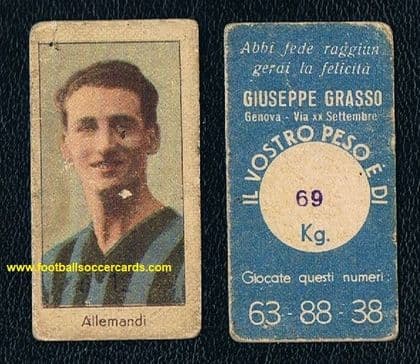 www.footballsoccercards.com
Allemandi
Abbi fede raggiun
gerai la felicità
GIUSEPPE GRASSO
Genova - Via xx Settembre
IL VOSTRO PESO È DI
69
Kg.
Giocate questi numeri:
63 - 88 - 38